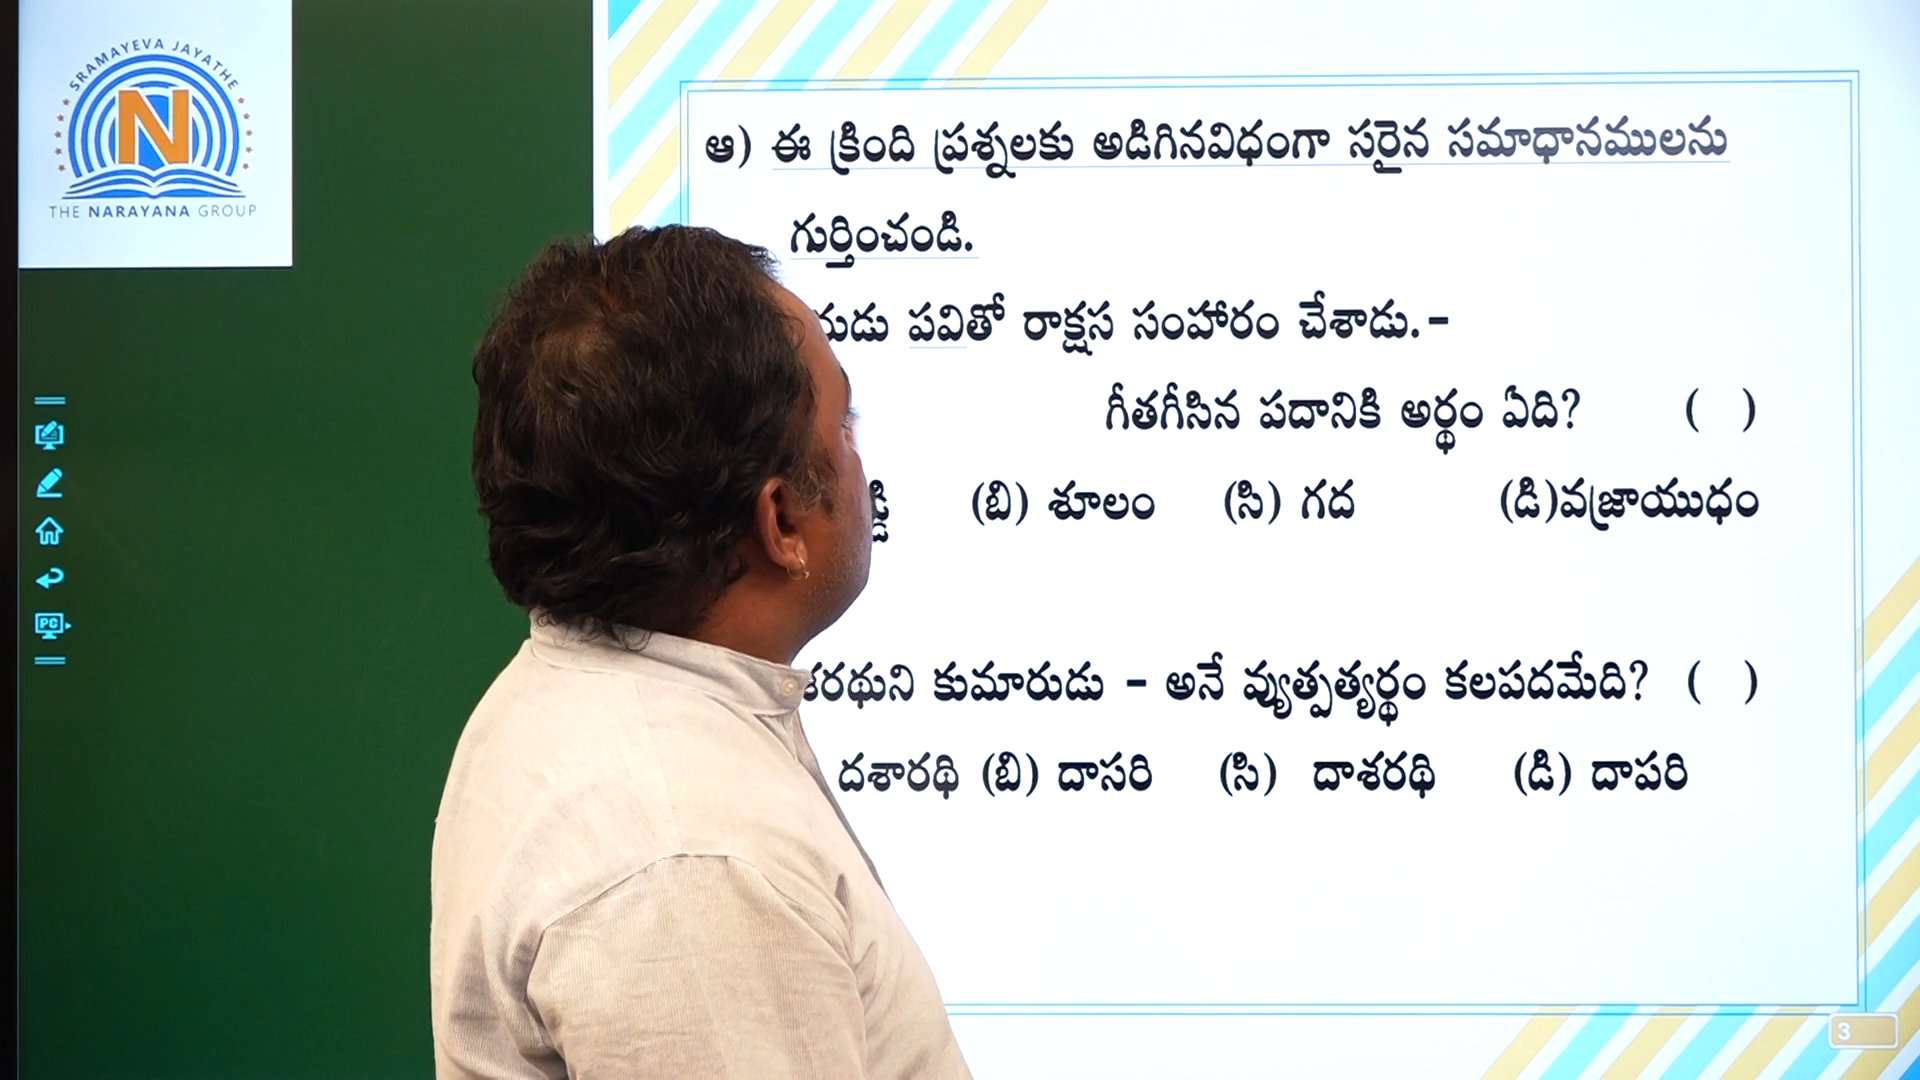 SRAMAYEVA JAYATHE
N
THE NARAYANA GROUP
PC
ఆ) ఈ క్రింది ప్రశ్నలకు అడిగినవిధంగా సరైన సమాధానములను
గుర్తించండి.
పవితో రాక్షస సంహారం చేశాడు.-
గీతగీసిన పదానికి అర్థం ఏది? ( )
(బి) శూలం (సి) గద (డి)వజ్రాయుధం
కుమారుడు - అనే వ్యుత్పత్యర్థం కలపదమేది? ( )
దశారథి (బి) దాసరి (సి) దాశరథి (డి) దాపరి
3